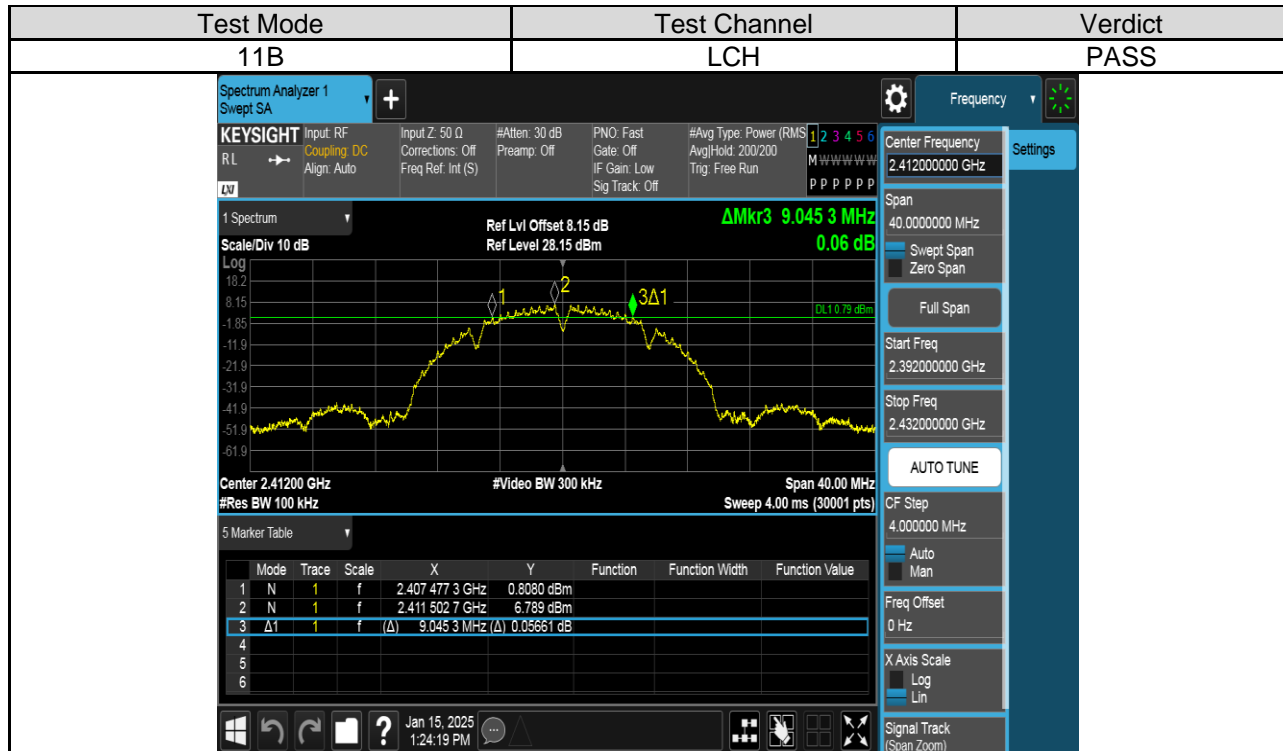 Test Mode Test Channel Verdict
11B LCH PASS
Spectrum Analyzer 1
Swept SA
+
Frequency
KEYSIGHT
RL
LXI
Input: RF
Coupling: DC
Align: Auto
Input Z: 50 Ω
Corrections: Off
Freq Ref: Int (S)
#Atten: 30 dB
Preamp: Off
PNO: Fast
Gate: Off
IF Gain: Low
Sig Track: Off
#Avg Type: Power (RMS
Avg|Hold: 200/200
Trig: Free Run
1 2 3 4 5 6
M W W W W W
P P P P P P
Center Frequency
2.412000000 GHz
Settings
Span
40.0000000 MHz
Swept Span
Zero Span
Full Span
Start Freq
2.392000000 GHz
Stop Freq
2.432000000 GHz
AUTO TUNE
CF Step
4.000000 MHz
Auto
Man
Freq Offset
0 Hz
X Axis Scale
Log
Lin
Signal Track
(Span Zoom)
1 Spectrum
Scale/Div 10 dB
Ref Lvl Offset 8.15 dB
Ref Level 28.15 dBm
ΔMkr3 9.045 3 MHz
0.06 dB
Log
18.2
8.15
-1.85
-11.9
-21.9
-31.9
-41.9
-51.9
-61.9
1
2
3Δ1
DL1 0.79 dBm
Center 2.41200 GHz #Video BW 300 kHz Span 40.00 MHz
#Res BW 100 kHz Sweep 4.00 ms (30001 pts)
5 Marker Table
Mode Trace Scale X Y Function Function Width Function Value
1 N 1 f 2.407 477 3 GHz 0.8080 dBm
2 N 1 f 2.411 502 7 GHz 6.789 dBm
3 Δ1 1 f (Δ) 9.045 3 MHz (Δ) 0.05661 dB
4
5
6
?
Jan 15, 2025
1:24:19 PM